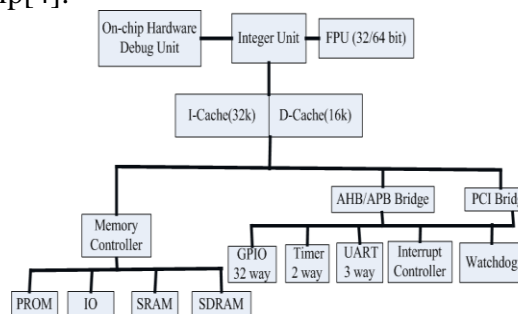 On-chip Hardware
Debug Unit
Integer Unit
FPU (32/64 bit)
I-Cache(32k)
D-Cache(16k)
AHB/APB Bridge
PCI
Memory
Controller
GPIO
32 way
Timer
2 way
UART
3 way
Interrupt
Controller
Watchdog
PROM
IO
SRAM
SDRAM